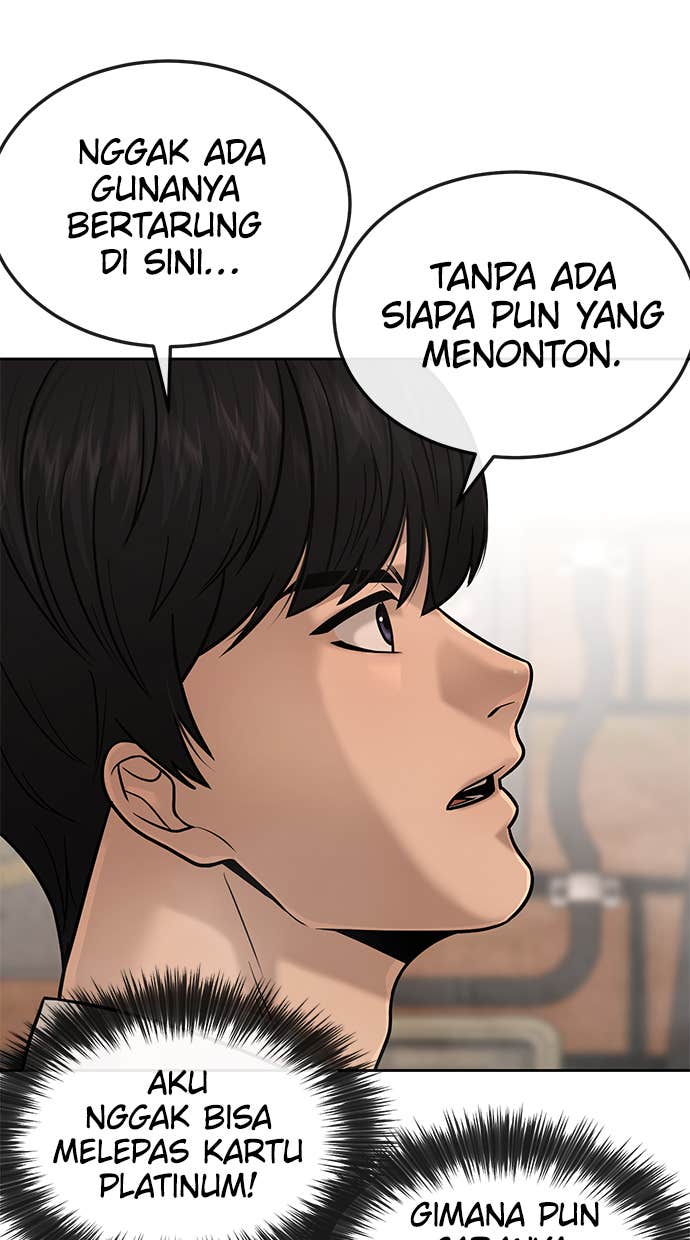 NGGAK ADA
GUNANYA
BERTARUNG
DI SINI...
TANPA ADA
SIAPA PUN YANG
MENONTON.
AKU
NGGAK BISA
MELEPAS KARTU
PLATINUM!
GIMANA PUN